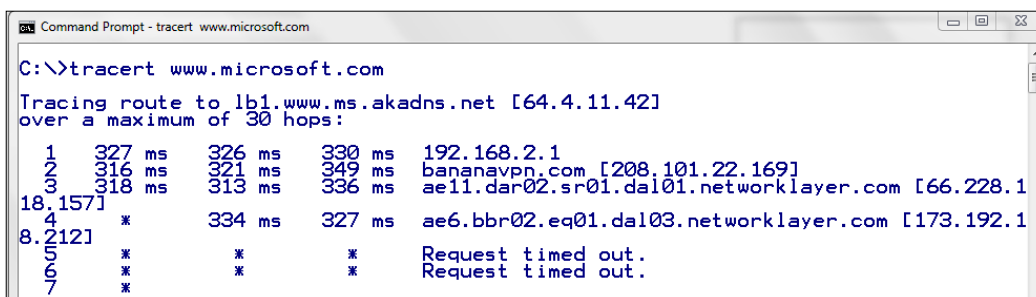 Command Prompt - tracert www.microsoft.com
C:\>tracert www.microsoft.com
Tracing route to lb1.www.ms.akadns.net [64.4.11.42]
over a maximum of 30 hops:
1 327 ms 326 ms 330 ms 192.168.2.1
2 316 ms 321 ms 349 ms bananavpn.com [208.101.22.169]
3 318 ms 313 ms 336 ms ae11.dar02.sr01.dal01.networklayer.com [66.228.1
18.157]
4 * 334 ms 327 ms ae6.bbr02.eq01.dal03.networklayer.com [173.192.1
8.212]
5 * * * Request timed out.
6 * * * Request timed out.
7 *